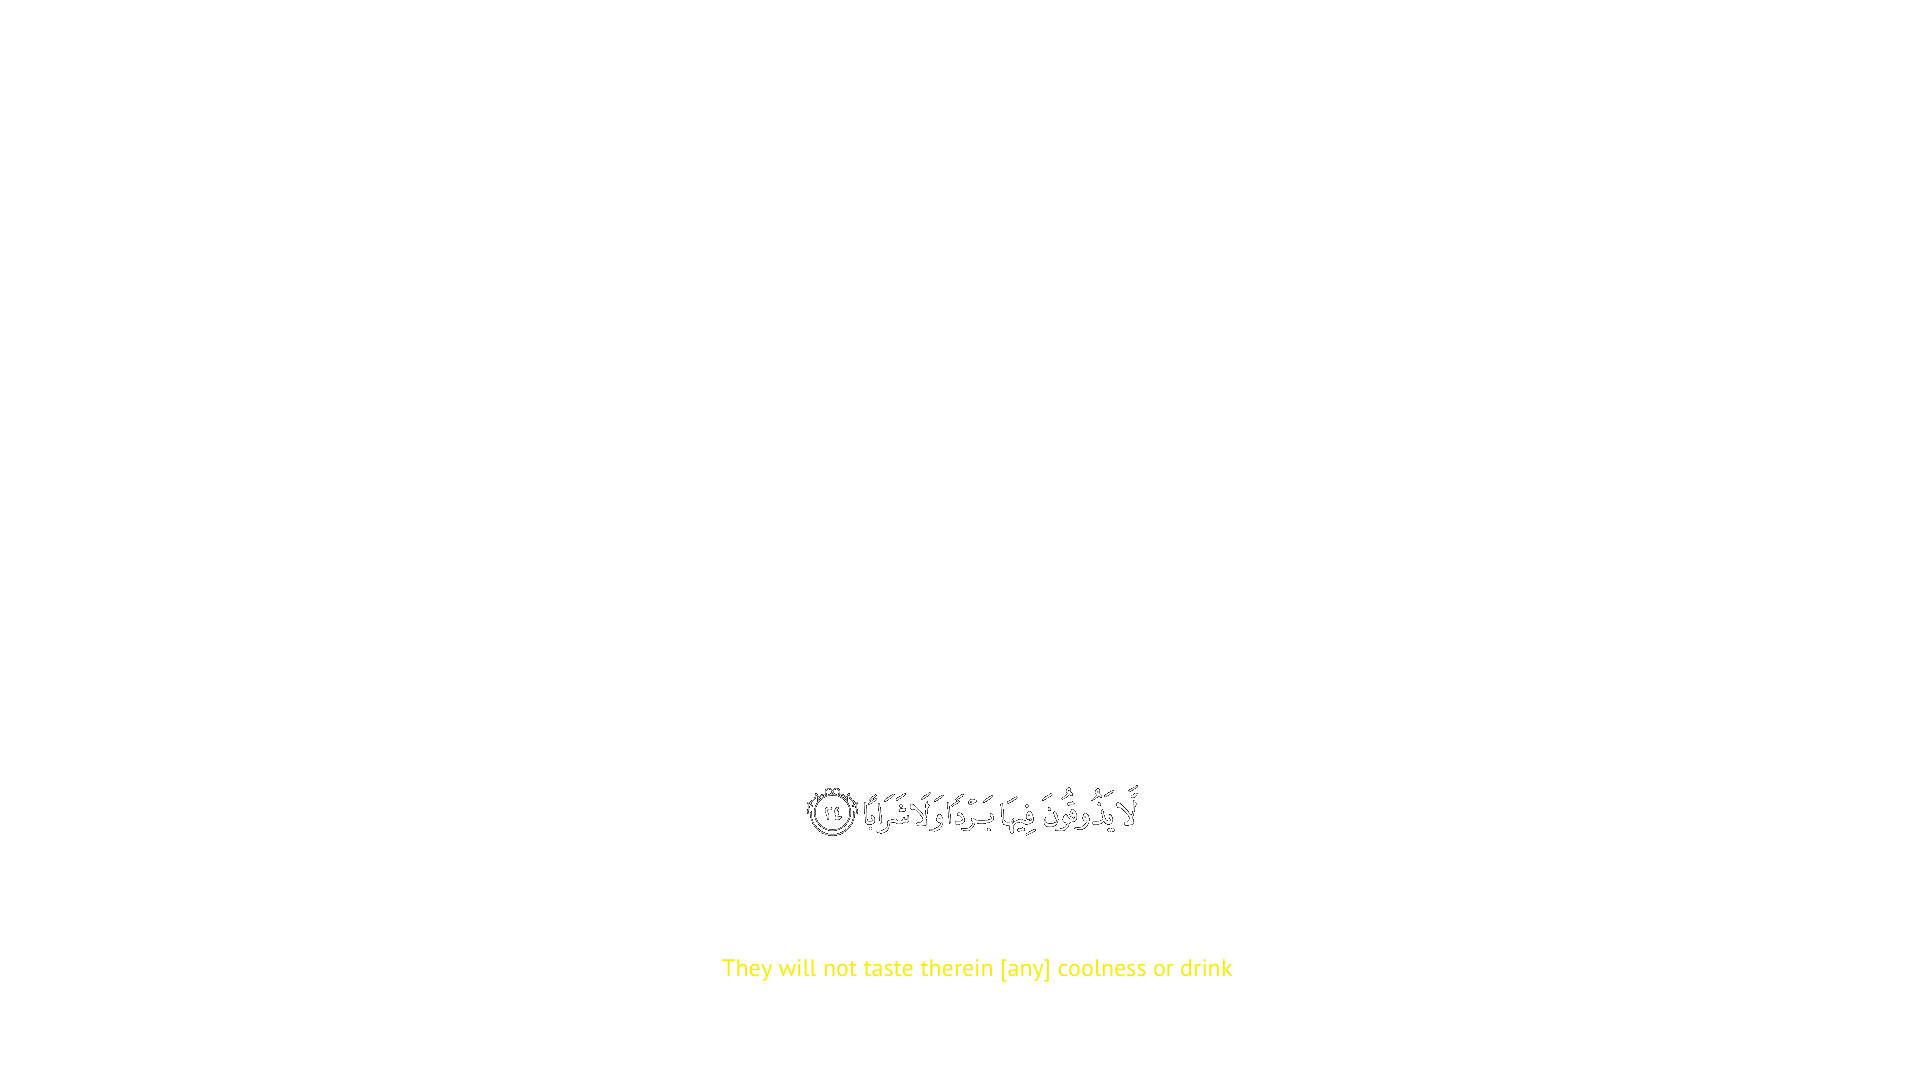 لَّا يَذُوقُونَ فِيهَا بَرْدًا وَلَا شَرَابًا ٢٤
They will not taste therein [any] coolness or drink